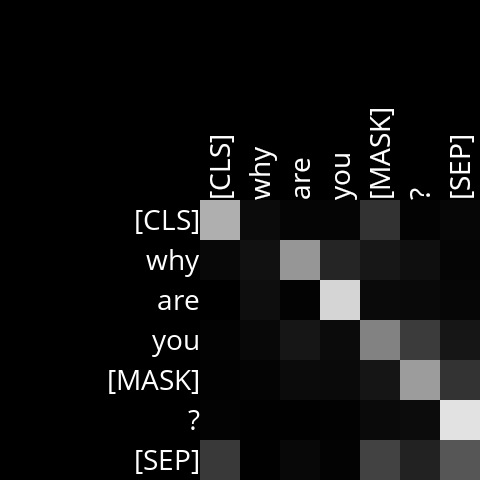 [CLS] why are you [MASK] ? [SEP]
[CLS]
why
are
you
[MASK]
?
[SEP]